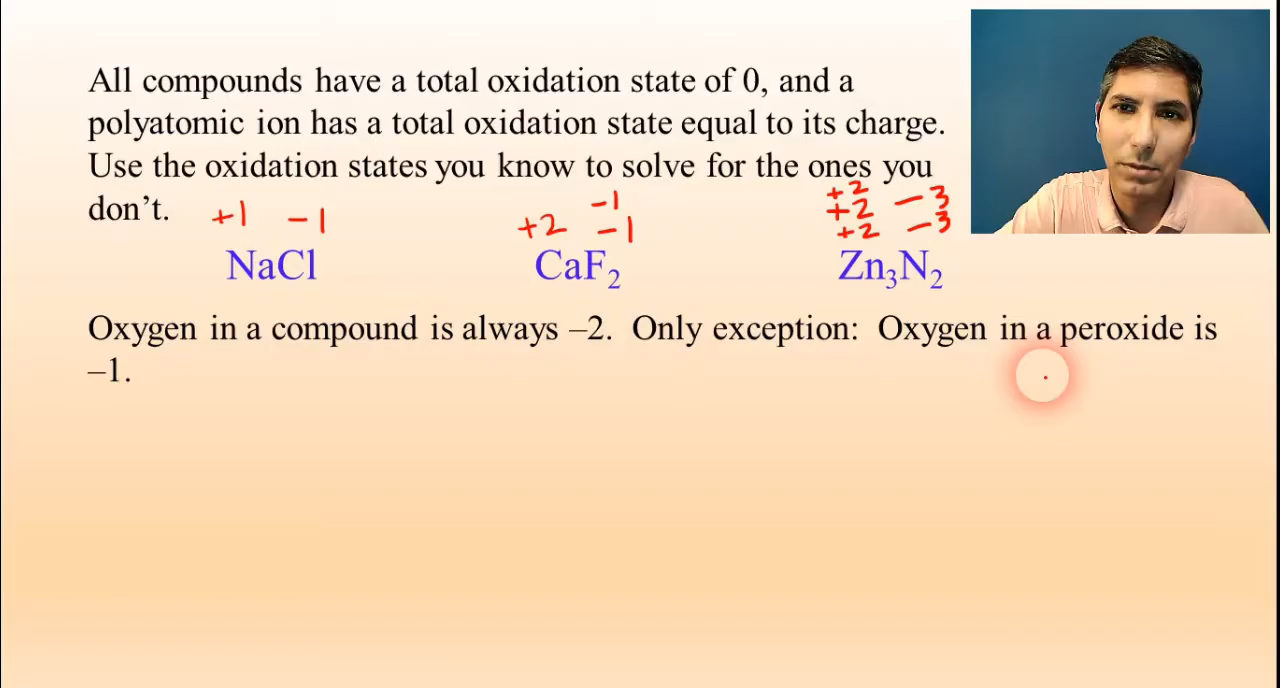 All compounds have a total oxidation state of 0, and a
polyatomic ion has a total oxidation state equal to its charge.
Use the oxidation states you know to solve for the ones you
don't.
+1 −1 +2 −1 −1 +2 +2 +2 −3 −3
NaCl CaF₂ Zn₃N₂
Oxygen in a compound is always –2. Only exception: Oxygen in a peroxide is
–1.